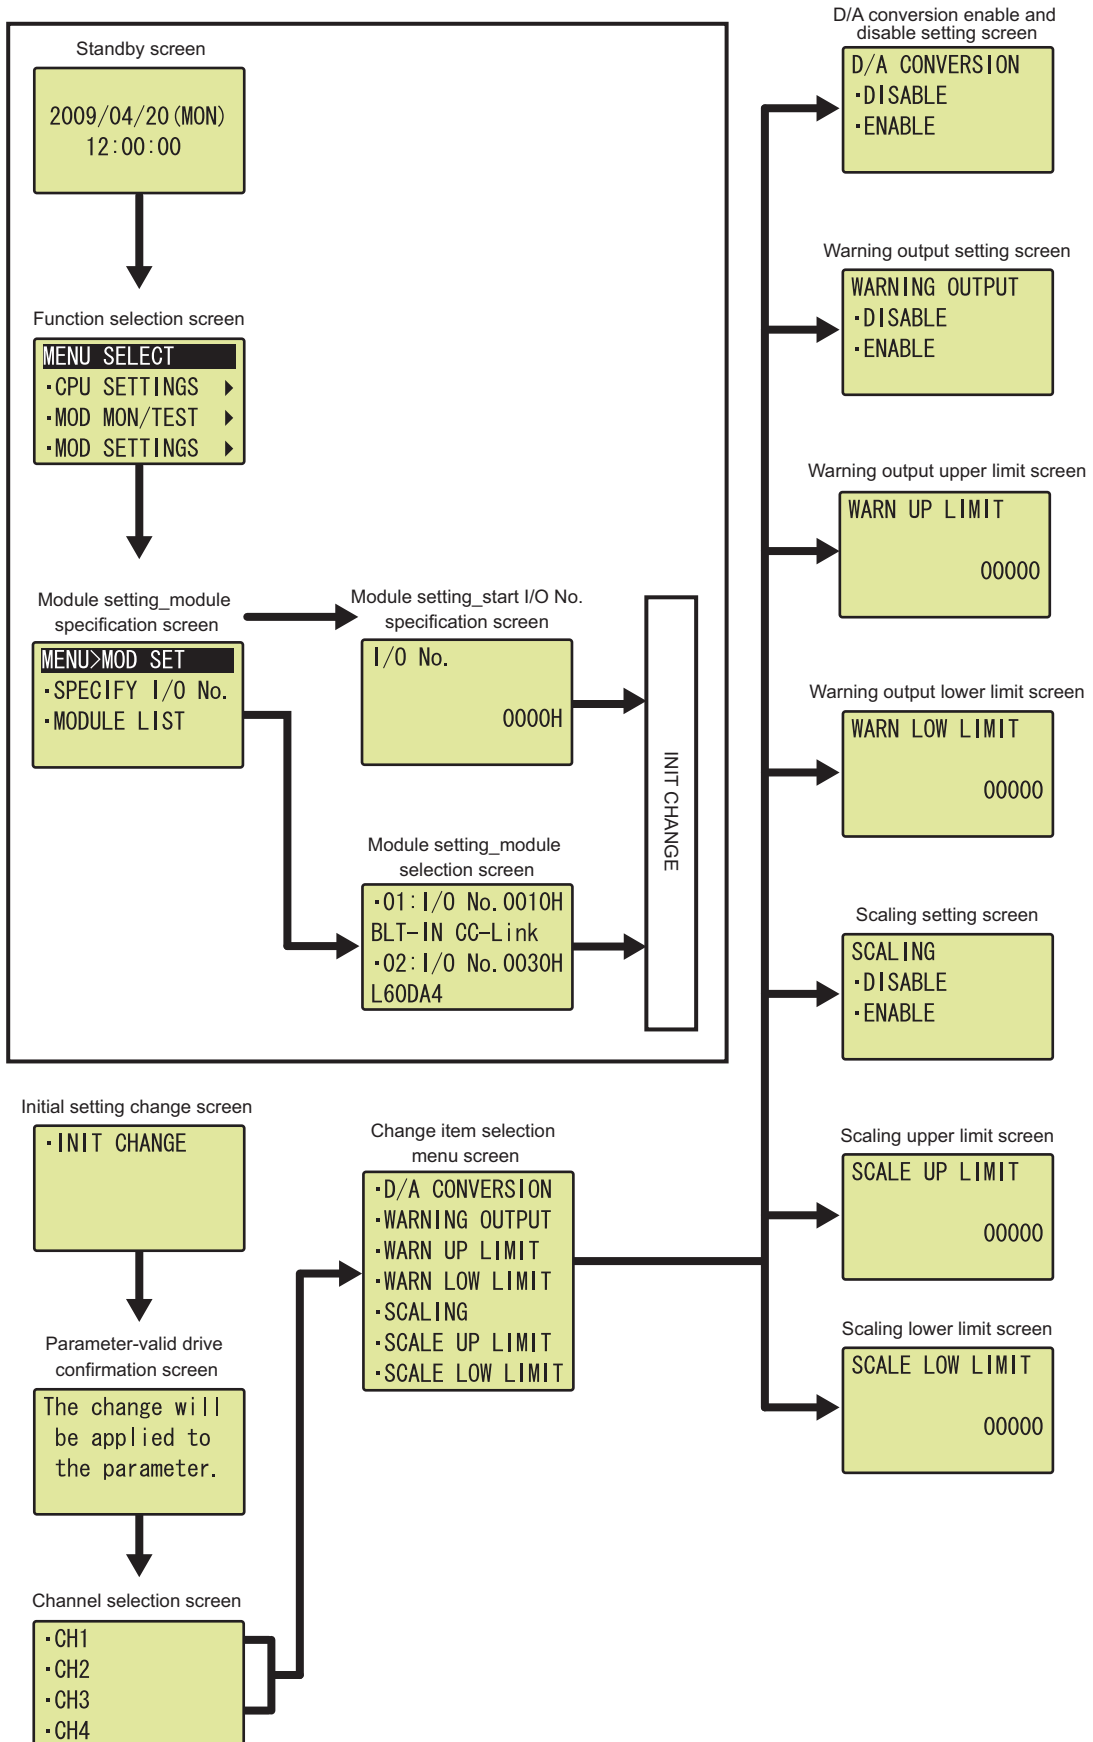 Standby screen
2009/04/20(MON)
12:00:00
Function selection screen
MENU SELECT
・CPU SETTINGS
・MOD MON/TEST
・MOD SETTINGS
Module setting_module
specification screen
MENU>MOD SET
・SPECIFY I/O No.
・MODULE LIST
Module setting_start I/O No.
specification screen
I/O No.
0000H
Module setting_module
selection screen
・01:I/O No.0010H
BLT-IN CC-Link
・02:I/O No.0030H
L60DA4
INIT CHANGE
Initial setting change screen
・INIT CHANGE
Parameter-valid drive
confirmation screen
The change will
be applied to
the parameter.
Channel selection screen
・CH1
・CH2
・CH3
・CH4
Change item selection
menu screen
・D/A CONVERSION
・WARNING OUTPUT
・WARN UP LIMIT
・WARN LOW LIMIT
・SCALING
・SCALE UP LIMIT
・SCALE LOW LIMIT
D/A conversion enable and
disable setting screen
D/A CONVERSION
・DISABLE
・ENABLE
Warning output setting screen
WARNING OUTPUT
・DISABLE
・ENABLE
Warning output upper limit screen
WARN UP LIMIT
00000
Warning output lower limit screen
WARN LOW LIMIT
00000
Scaling setting screen
SCALING
・DISABLE
・ENABLE
Scaling upper limit screen
SCALE UP LIMIT
00000
Scaling lower limit screen
SCALE LOW LIMIT
00000